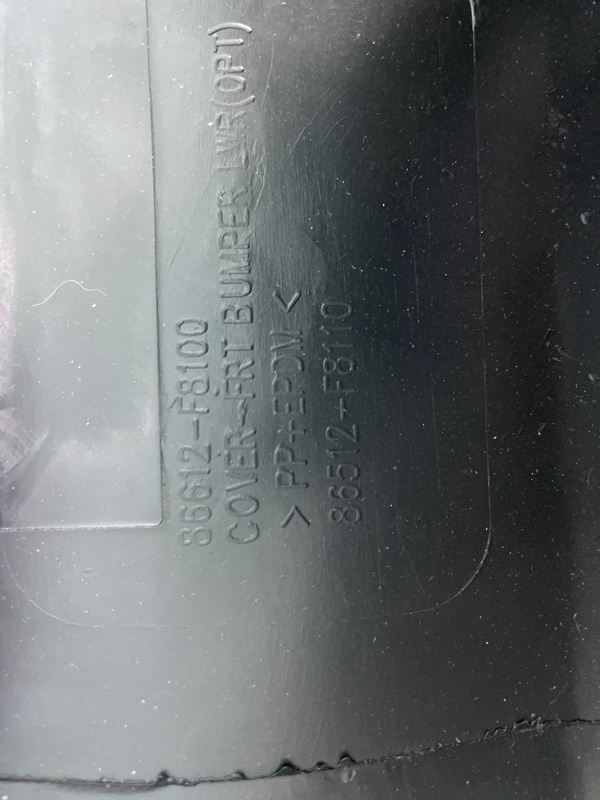 86612-F8100
COVER-FRT BUMPER LWR(OPT)
> PP+EPDM <
86512-F8110